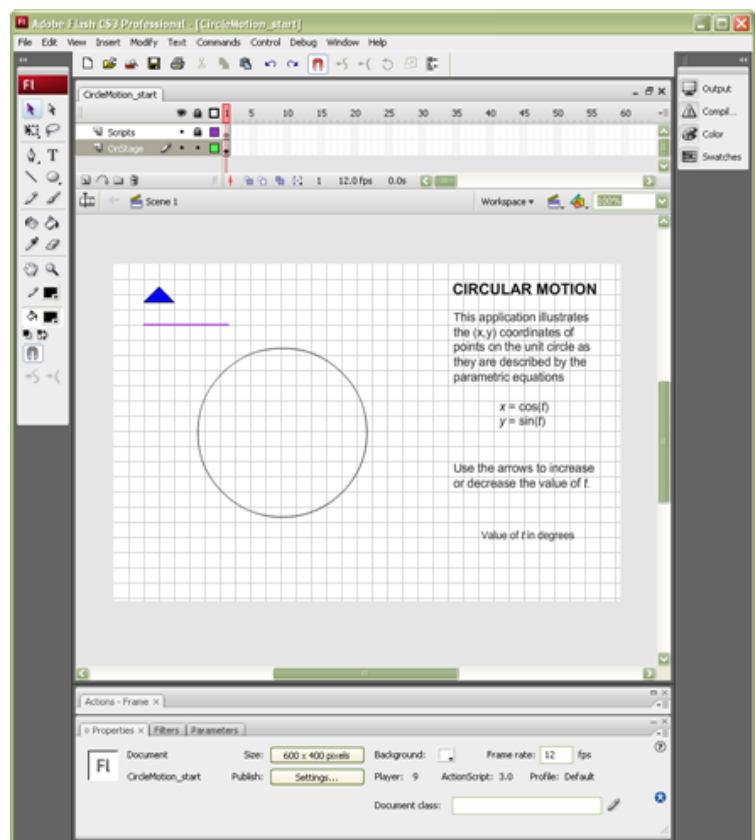 Adobe Flash CS3 Professional - [CircleMotion_start]
File Edit View Insert Modify Text Commands Control Debug Window Help
Fl
CircleMotion_start
1 5 10 15 20 25 30 35 40 45 50 55 60
Scripts
OnStage
1 12.0 fps 0.0s
Scene 1 Workspace 100%
Output
Compil...
Color
Swatches
T
CIRCULAR MOTION
This application illustrates
the (x,y) coordinates of
points on the unit circle as
they are described by the
parametric equations
x = cos(t)
y = sin(t)
Use the arrows to increase
or decrease the value of t.
Value of t in degrees
Actions - Frame ×
Properties × Filters Parameters
Fl
Document Size: 600 x 400 pixels Background: Frame rate: 12 fps
CircleMotion_start Publish: Settings... Player: 9 ActionScript: 3.0 Profile: Default
Document class: